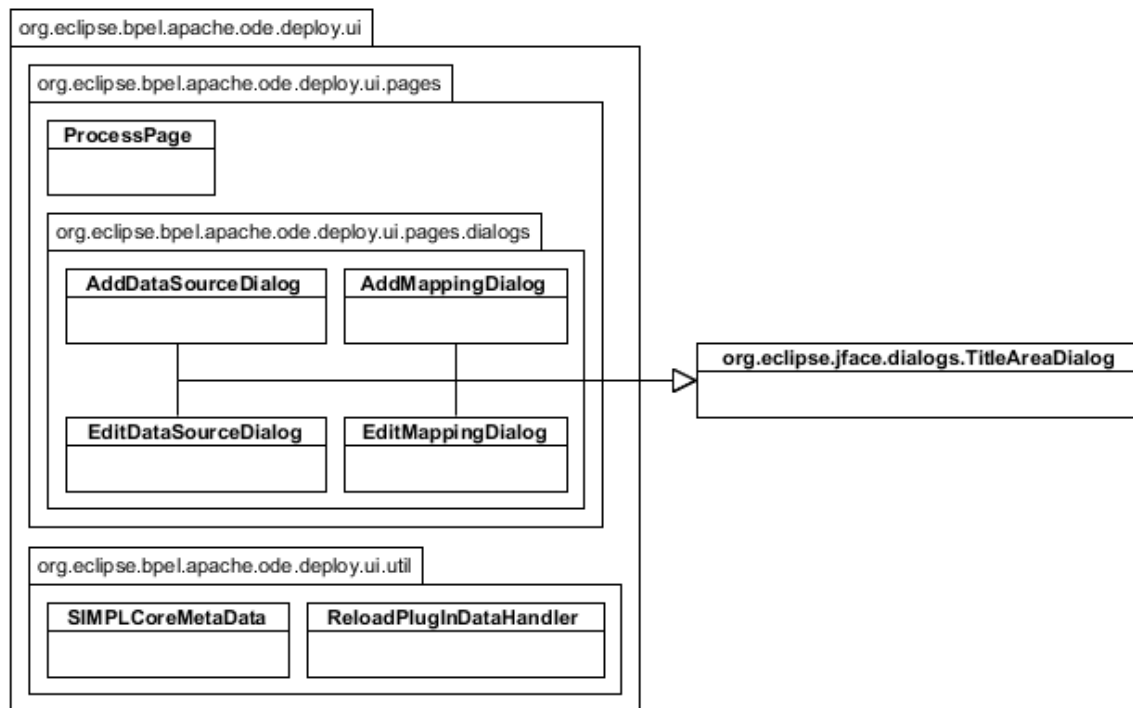 org.eclipse.bpel.apache.ode.deploy.ui
org.eclipse.bpel.apache.ode.deploy.ui.pages
ProcessPage
org.eclipse.bpel.apache.ode.deploy.ui.pages.dialogs
AddDataSourceDialog
AddMappingDialog
org.eclipse.jface.dialogs.TitleAreaDialog
EditDataSourceDialog
EditMappingDialog
org.eclipse.bpel.apache.ode.deploy.ui.util
SIMPLCoreMetaData
ReloadPlugInDataHandler